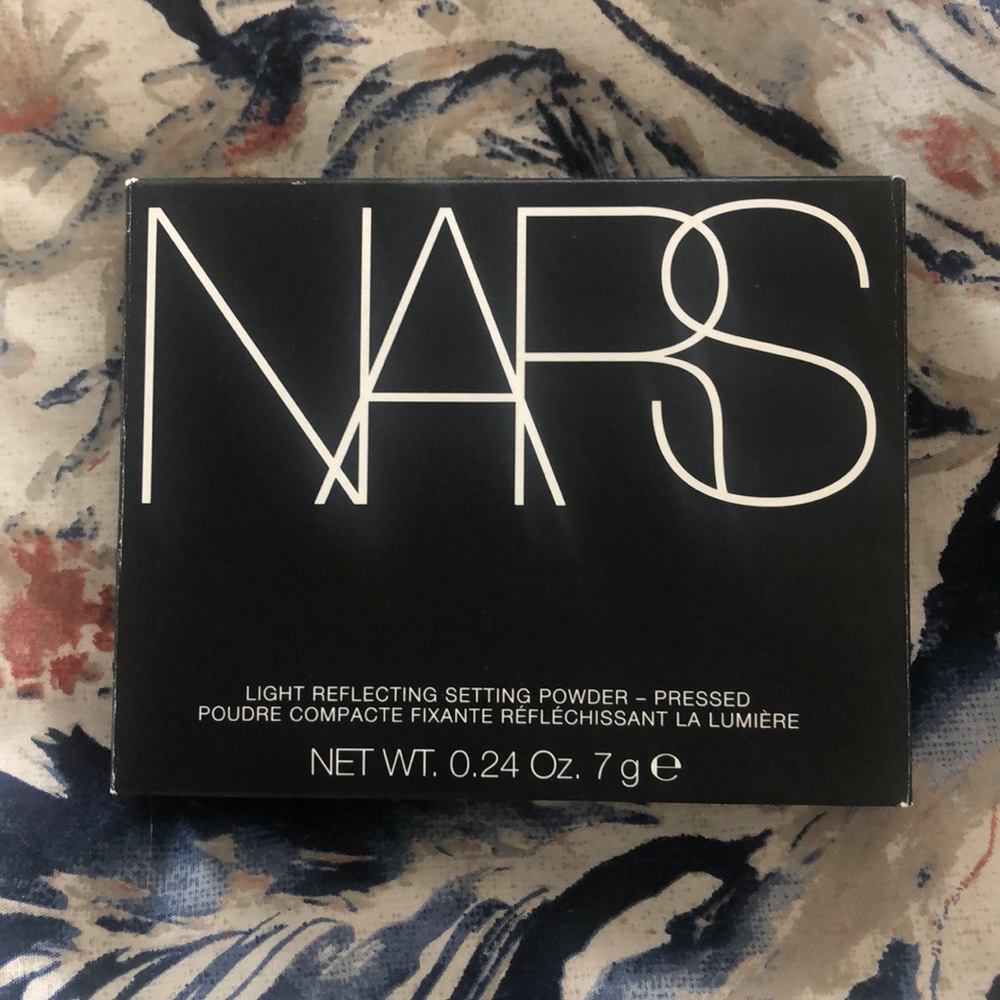 NARS
LIGHT REFLECTING SETTING POWDER – PRESSED
POUDRE COMPACTE FIXANTE RÉFLÉCHISSANT LA LUMIÈRE
NET WT. 0.24 Oz. 7 g ℮